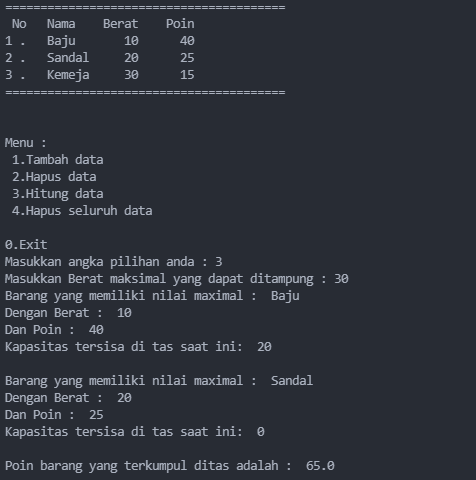 ========================================
 No   Nama    Berat    Poin
1 .   Baju       10      40
2 .   Sandal     20      25
3 .   Kemeja     30      15
========================================
Menu :
 1.Tambah data
 2.Hapus data
 3.Hitung data
 4.Hapus seluruh data
0.Exit
Masukkan angka pilihan anda : 3
Masukkan Berat maksimal yang dapat ditampung : 30
Barang yang memiliki nilai maximal :  Baju
Dengan Berat :  10
Dan Poin :  40
Kapasitas tersisa di tas saat ini:  20
Barang yang memiliki nilai maximal :  Sandal
Dengan Berat :  20
Dan Poin :  25
Kapasitas tersisa di tas saat ini:  0
Poin barang yang terkumpul ditas adalah :  65.0